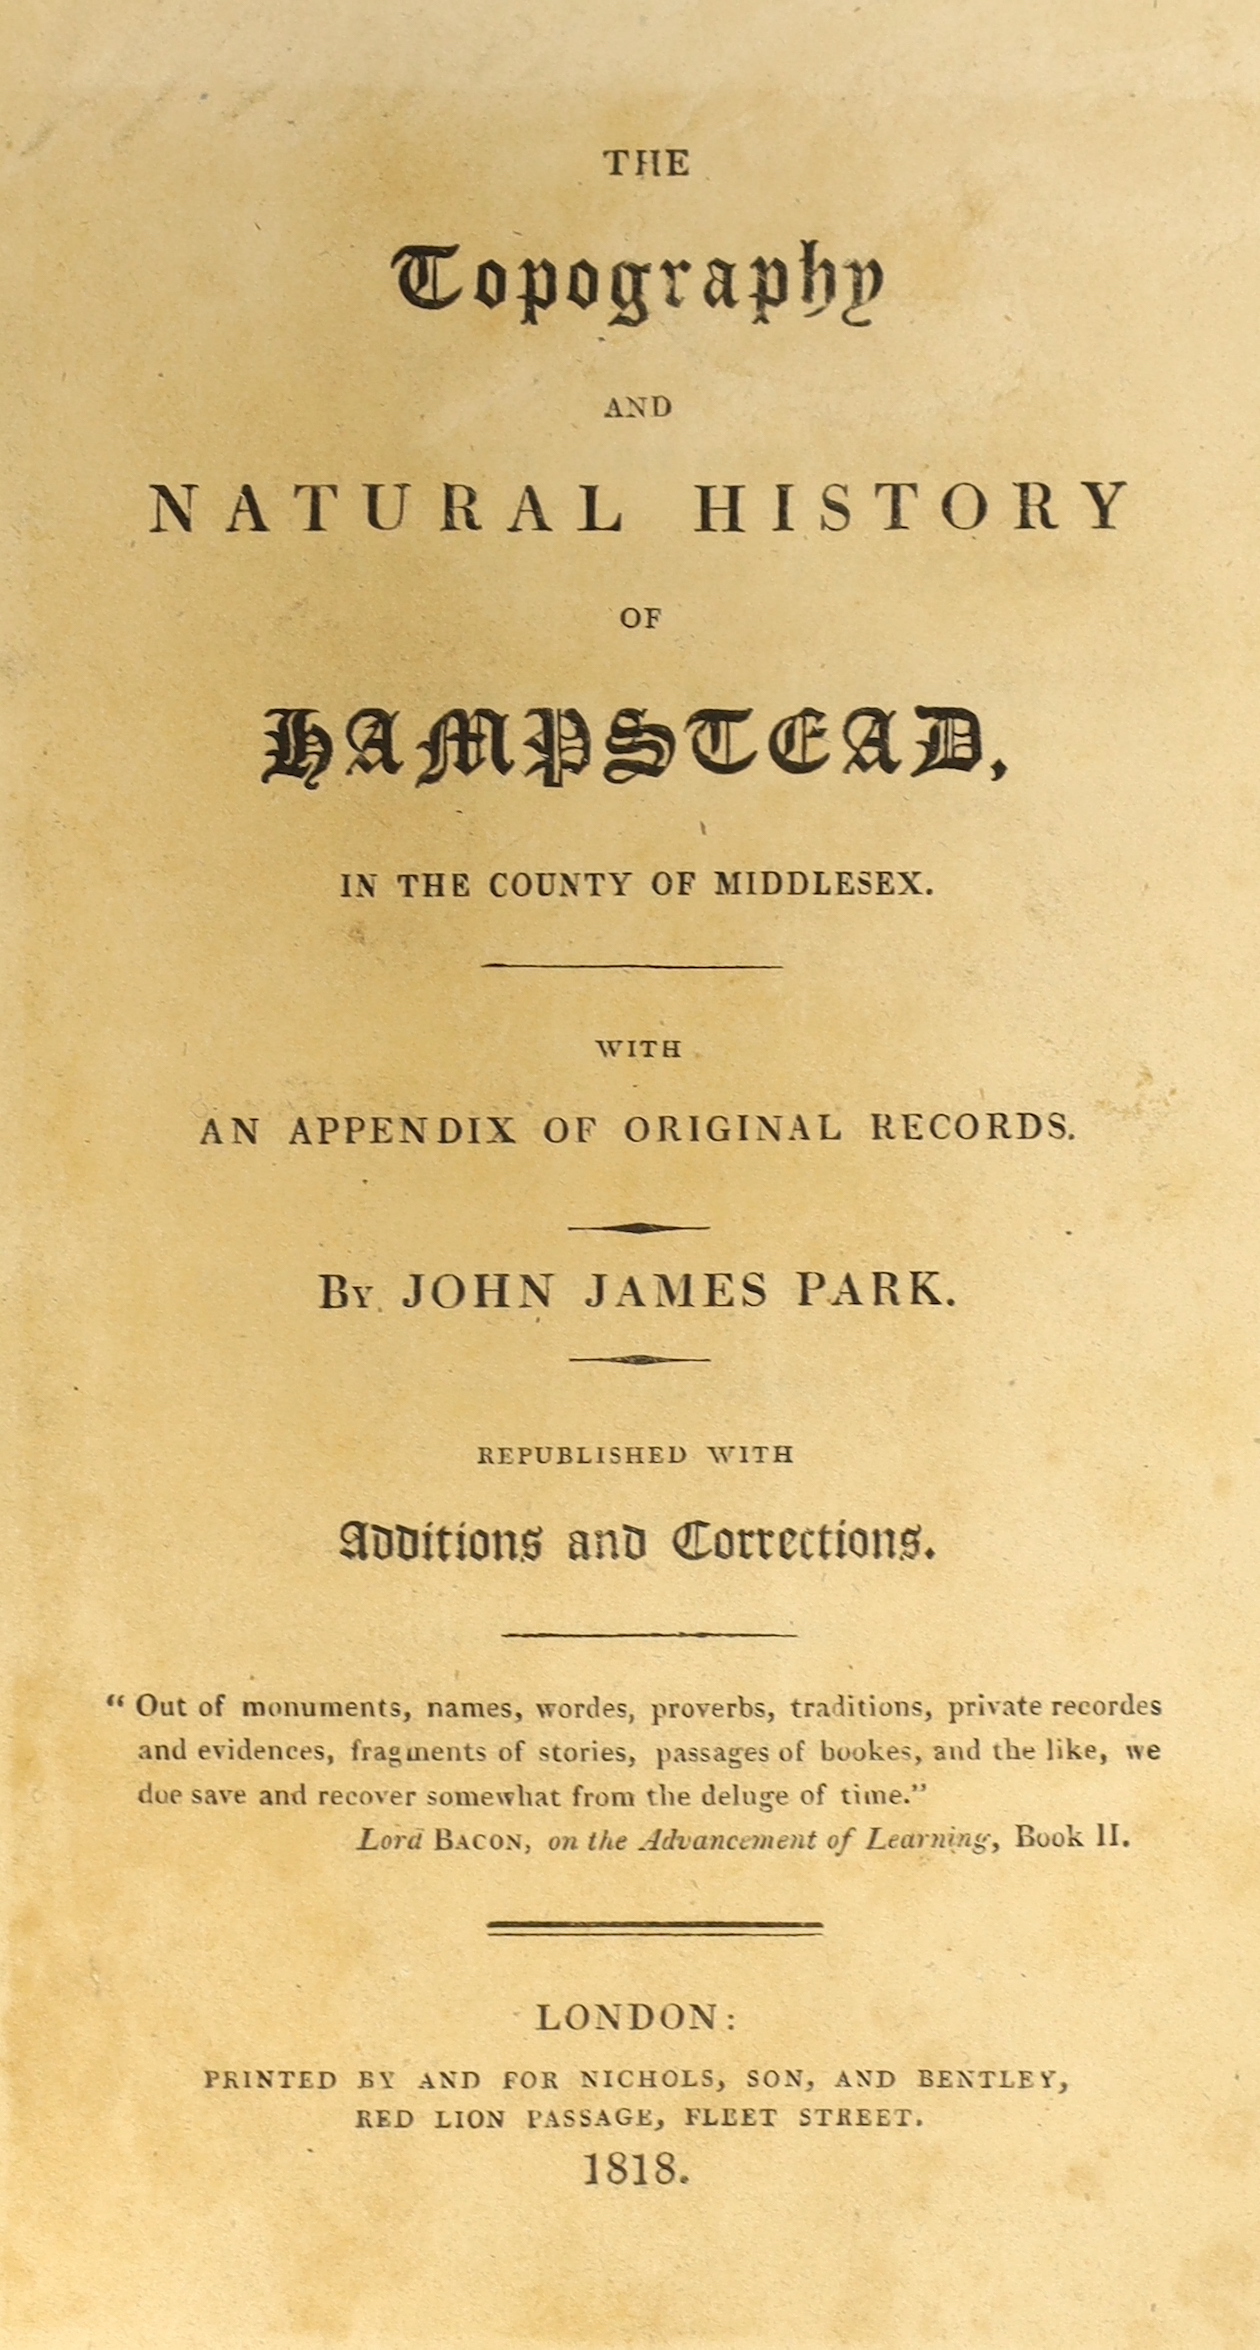 THE
Topography
AND
NATURAL HISTORY
OF
HAMPSTEAD,
IN THE COUNTY OF MIDDLESEX.
WITH
AN APPENDIX OF ORIGINAL RECORDS.
By JOHN JAMES PARK.
REPUBLISHED WITH
Additions and Corrections.
“ Out of monuments, names, wordes, proverbs, traditions, private recordes
and evidences, fragments of stories, passages of bookes, and the like, we
doe save and recover somewhat from the deluge of time.”
Lord BACON, on the Advancement of Learning, Book II.
LONDON:
PRINTED BY AND FOR NICHOLS, SON, AND BENTLEY,
RED LION PASSAGE, FLEET STREET.
1818.